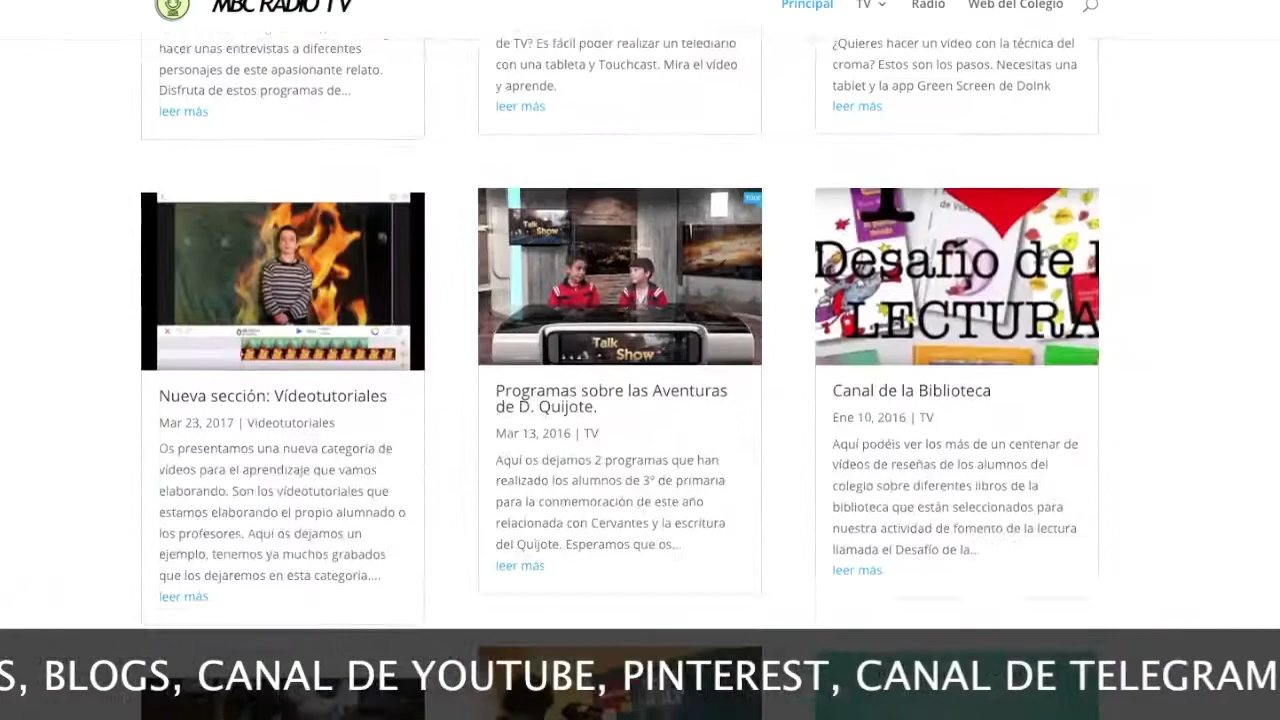 MBC RADIO TV
Principal
TV
Radio
Web del Colegio
hacer unas entrevistas a diferentes
personajes de este apasionante relato.
Disfruta de estos programas de...
leer más
de TV? Es fácil poder realizar un telediario
con una tableta y Touchcast. Mira el vídeo
y aprende.
leer más
¿Quieres hacer un vídeo con la técnica del
croma? Estos son los pasos. Necesitas una
tablet y la app Green Screen de DoInk
leer más
Nueva sección: Vídeotutoriales
Mar 23, 2017 | Videotutoriales
Os presentamos una nueva categoria de
vídeos para el aprendizaje que vamos
elaborando. Son los vídeotutoriales que
estamos elaborando el propio alumnado o
los profesores. Aquí os dejamos un
ejemplo, tenemos ya muchos grabados
que los dejaremos en esta categoría....
leer más
Talk
Show
Talk
Show
Programas sobre las Aventuras
de D. Quijote.
Mar 13, 2016 | TV
Aquí os dejamos 2 programas que han
realizado los alumnos de 3º de primaria
para la conmemoración de este año
relacionada con Cervantes y la escritura
del Quijote. Esperamos que os...
leer más
I
Desafío de l
LECTURA
Canal de la Biblioteca
Ene 10, 2016 | TV
Aquí podéis ver los más de un centenar de
vídeos de reseñas de los alumnos del
colegio sobre diferentes libros de la
biblioteca que están seleccionados para
nuestra actividad de fomento de la lectura
llamada el Desafío de la...
leer más
S, BLOGS, CANAL DE YOUTUBE, PINTEREST, CANAL DE TELEGRAM